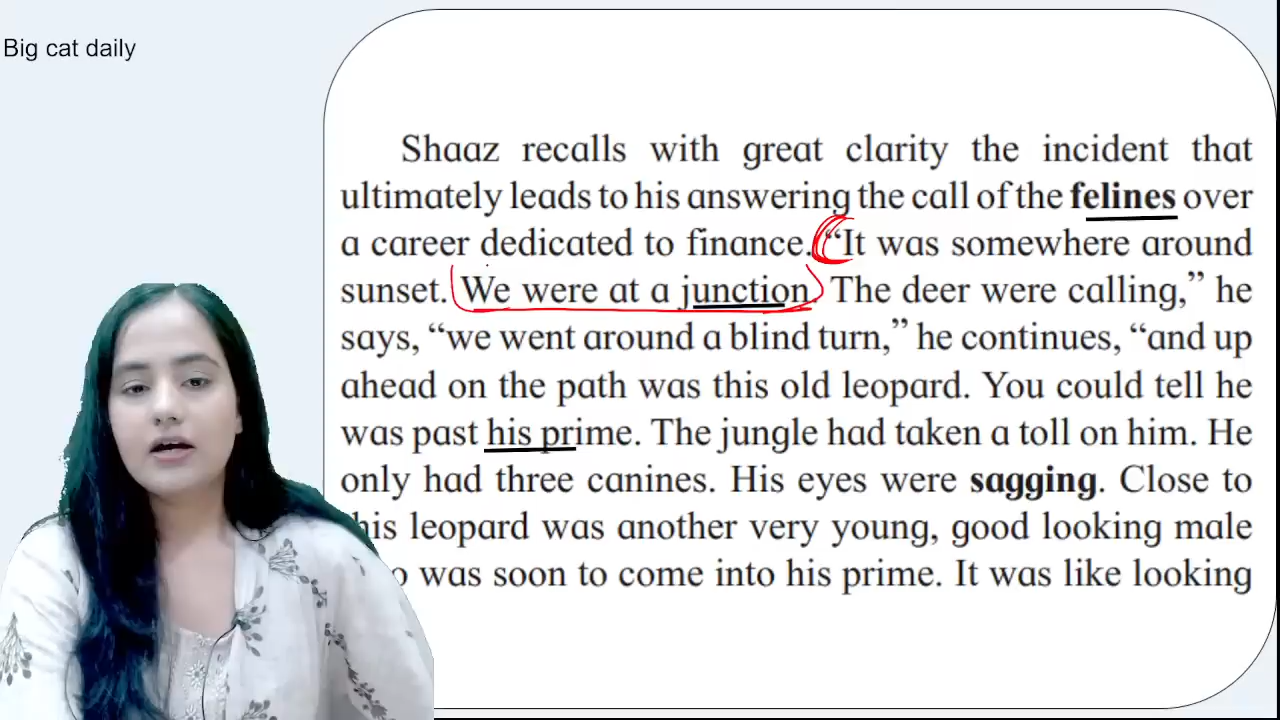 Big cat daily
Shaaz recalls with great clarity the incident that
ultimately leads to his answering the call of the felines over
a career dedicated to finance. “It was somewhere around
sunset. We were at a junction. The deer were calling,” he
says, “we went around a blind turn,” he continues, “and up
ahead on the path was this old leopard. You could tell he
was past his prime. The jungle had taken a toll on him. He
only had three canines. His eyes were sagging. Close to
leopard was another very young, good looking male
was soon to come into his prime. It was like looking